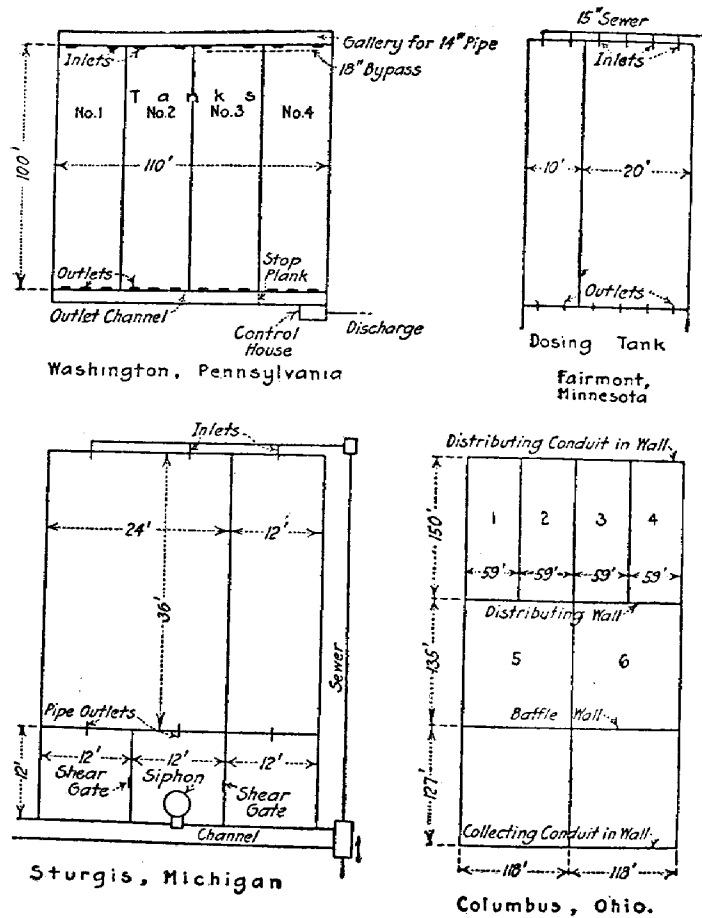 Gallery for 14" Pipe
Inlets
18" Bypass
Tanks
No.1 No.2 No.3 No.4
100'
110'
Outlets
Stop
Plank
Outlet Channel
Control
House
Discharge
Washington, Pennsylvania
15" Sewer
Inlets
10' 20'
Outlets
Dosing Tank
Fairmont,
Minnesota
Inlets
24' 12'
36'
Sewer
Pipe Outlets
12' 12' 12'
12'
Shear
Gate
Siphon
Shear
Gate
Channel
Sturgis, Michigan
Distributing Conduit in Wall
1 2 3 4
150'
59' 59' 59' 59'
Distributing Wall
5 6
135'
Baffle Wall
127'
Collecting Conduit in Wall
118' 118'
Columbus, Ohio.